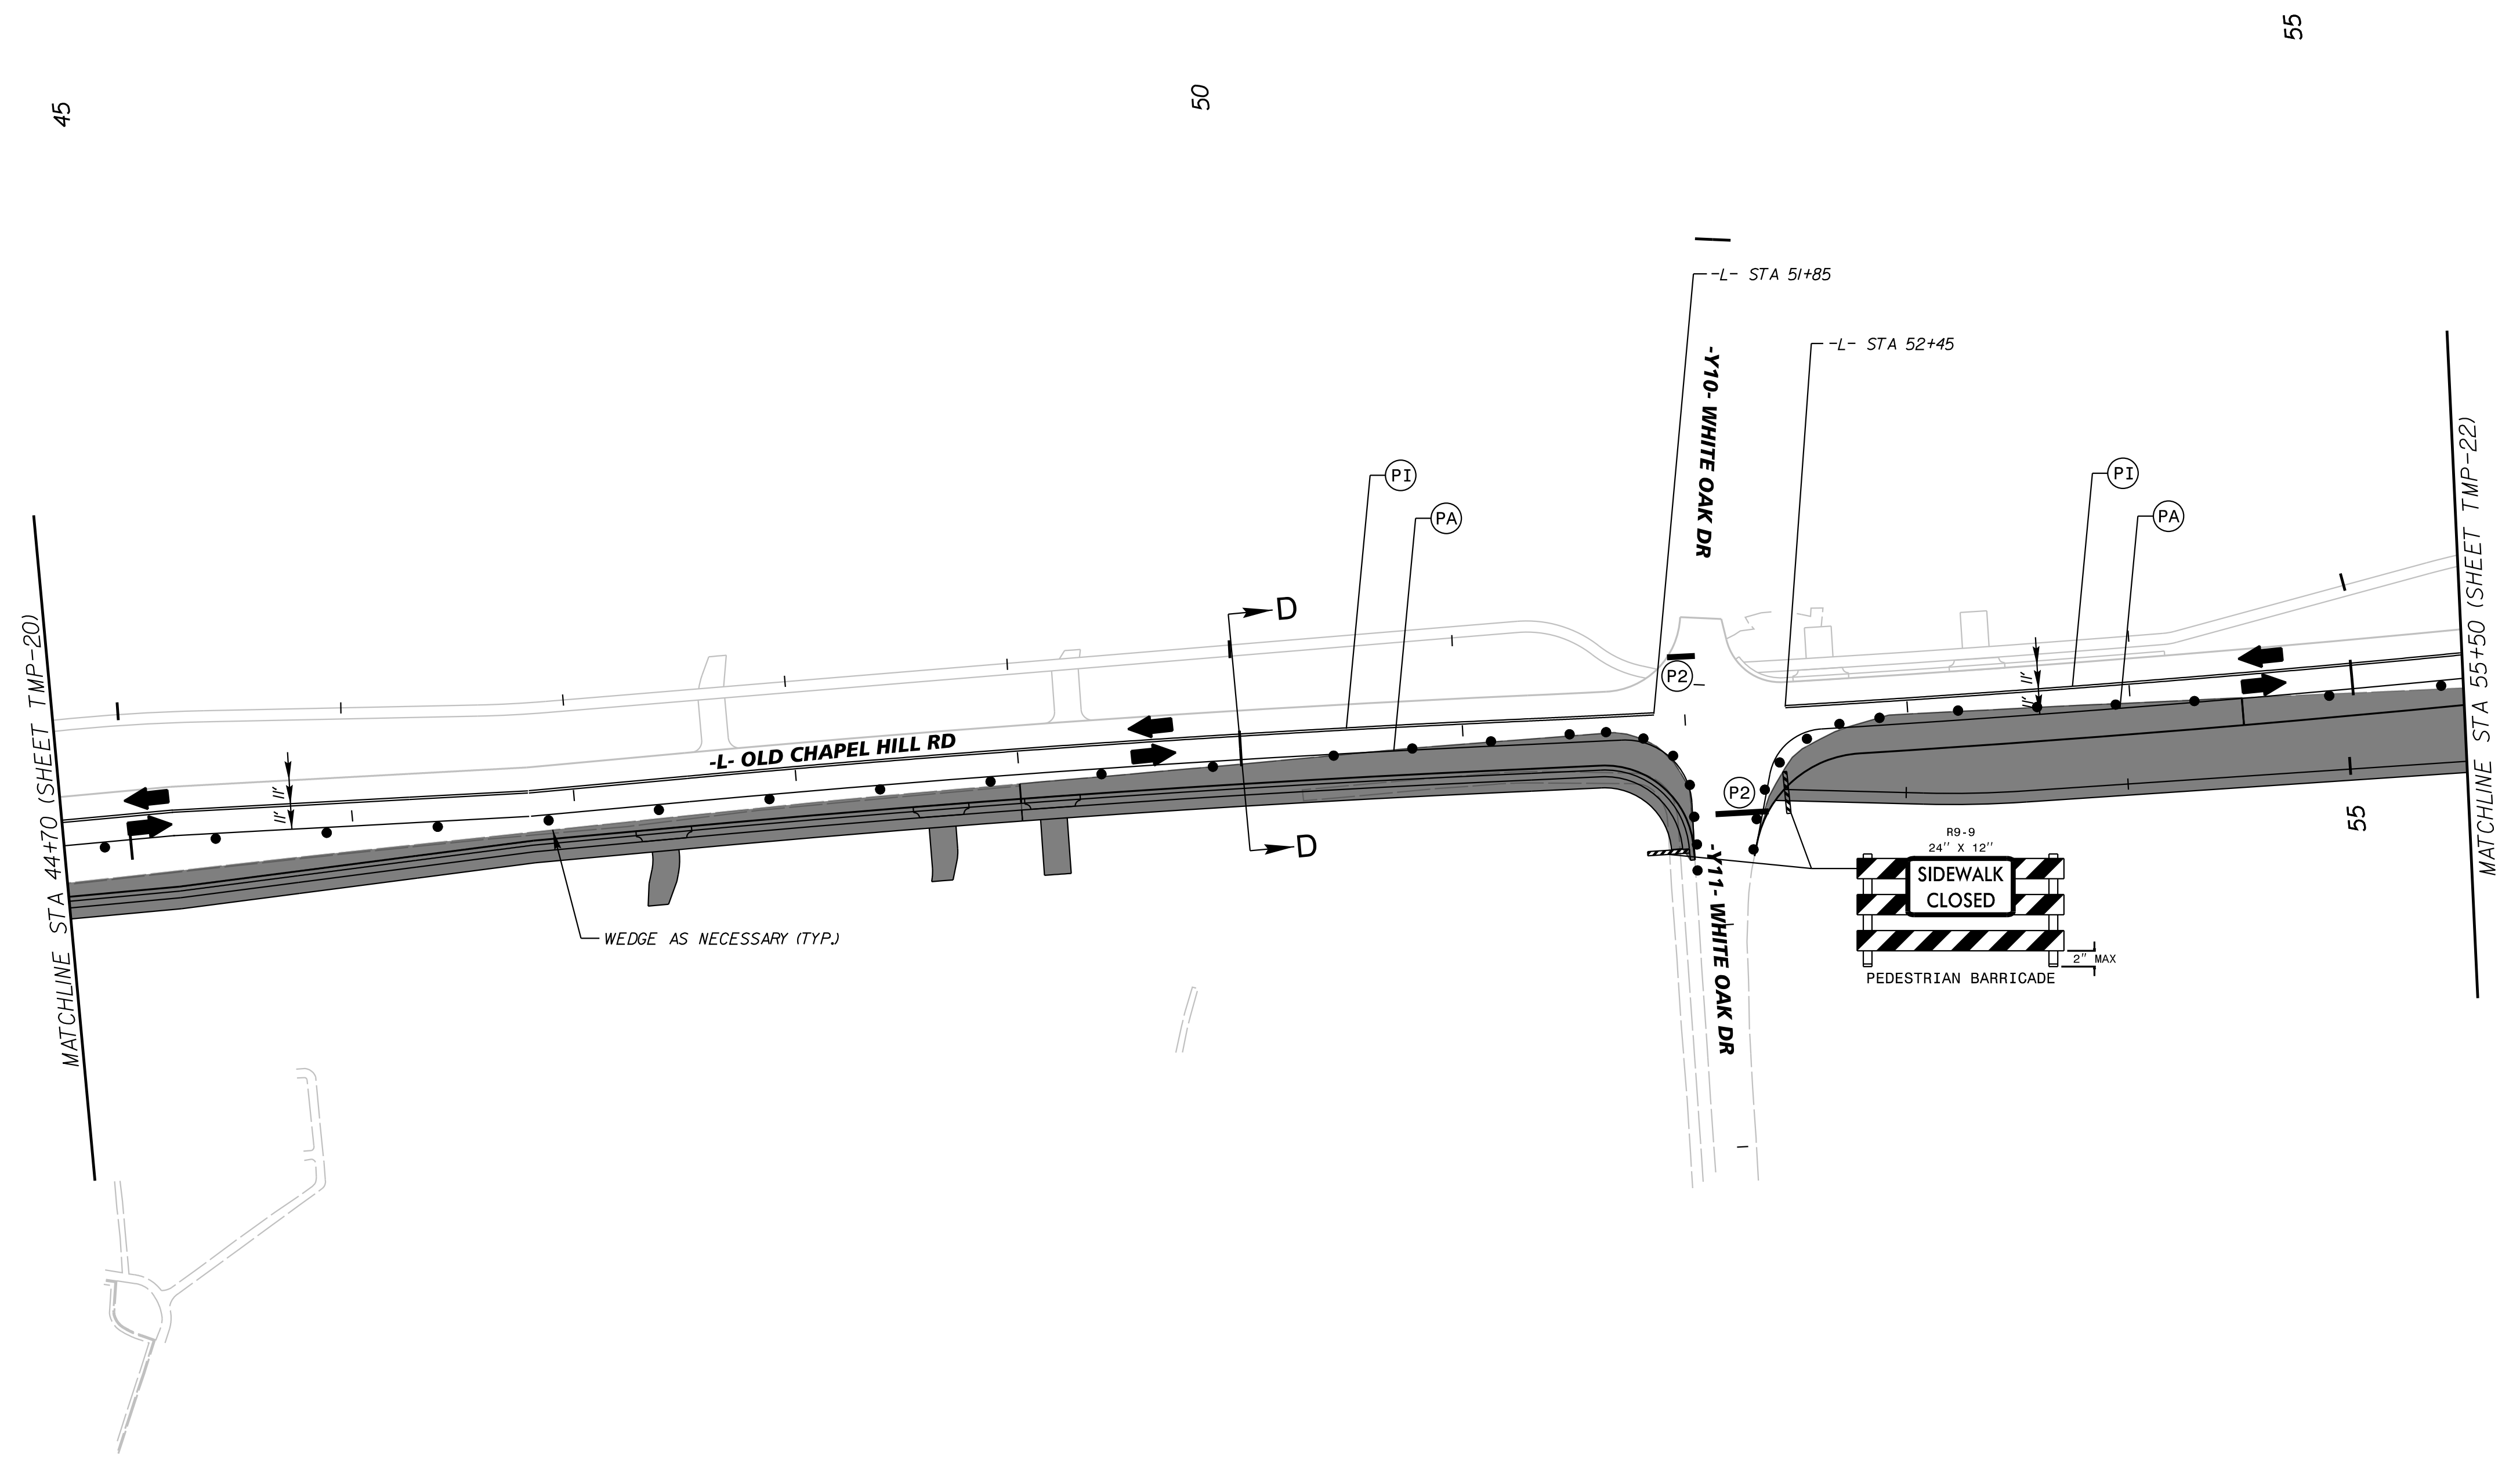 55
45
50
-L- STA 51+85
-L- STA 52+45
-Y10- WHITE OAK DR
PI
PA
PI
PA
MATCHLINE STA 44+70 (SHEET TMP-20)
MATCHLINE STA 55+50 (SHEET TMP-22)
D
P2
11'
11'
-L- OLD CHAPEL HILL RD
11'
11'
P2
D
55
-Y11- WHITE OAK DR
R9-9
24'' X 12''
SIDEWALK
CLOSED
WEDGE AS NECESSARY (TYP.)
2" MAX
PEDESTRIAN BARRICADE